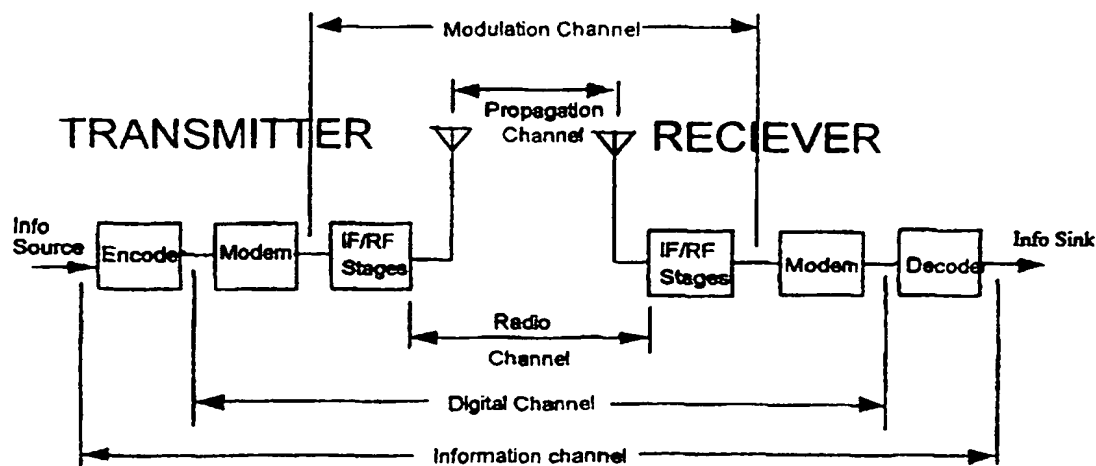 Modulation Channel
Propagation
Channel
TRANSMITTER
RECIEVER
Info
Source
Encode
Modem
IF/RF
Stages
IF/RF
Stages
Modem
Decoder
Info Sink
Radio
Channel
Digital Channel
Information channel